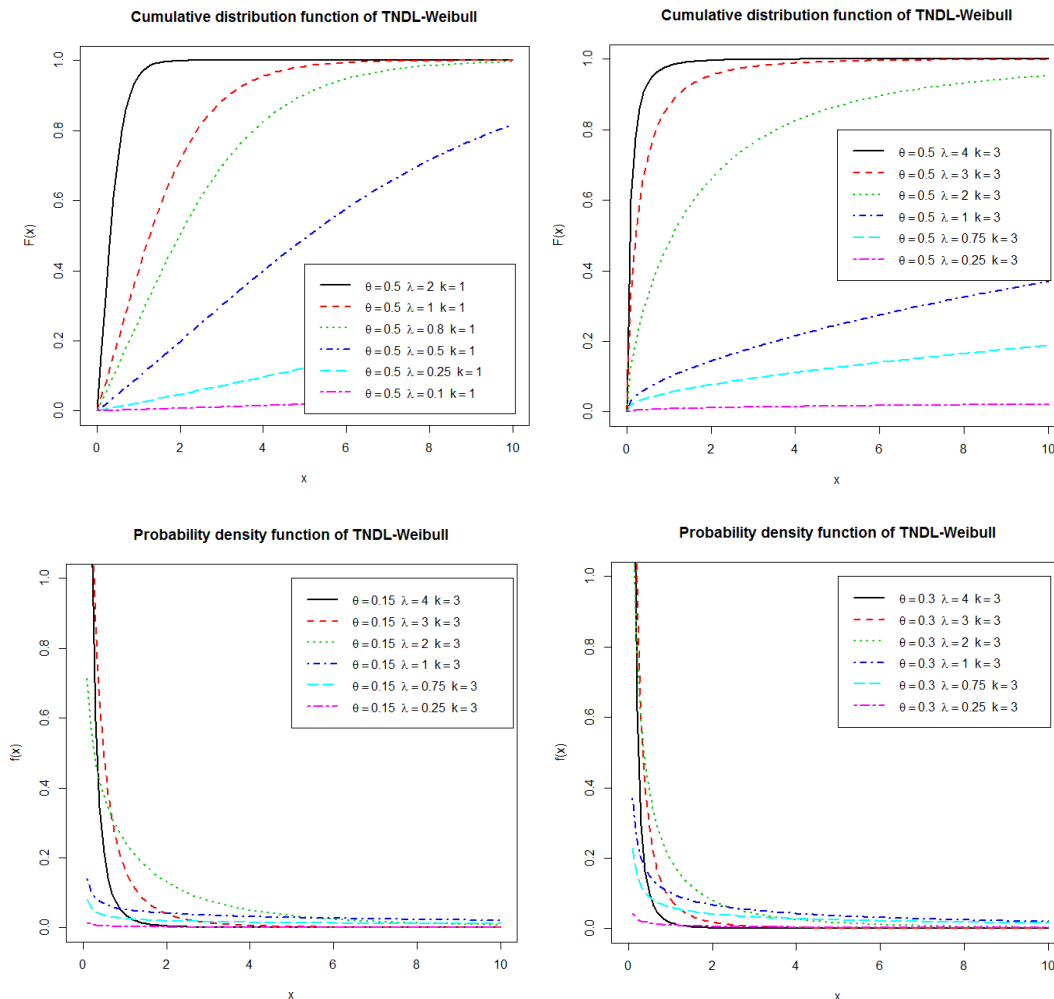 Cumulative distribution function of TNDL-Weibull
F(x)
1.0
0.8
0.6
0.4
0.2
0.0
θ=0.5 λ=2 k=1
θ=0.5 λ=1 k=1
θ=0.5 λ=0.8 k=1
θ=0.5 λ=0.5 k=1
θ=0.5 λ=0.25 k=1
θ=0.5 λ=0.1 k=1
0 2 4 6 8 10
x
Cumulative distribution function of TNDL-Weibull
F(x)
1.0
0.8
0.6
0.4
0.2
0.0
θ=0.5 λ=4 k=3
θ=0.5 λ=3 k=3
θ=0.5 λ=2 k=3
θ=0.5 λ=1 k=3
θ=0.5 λ=0.75 k=3
θ=0.5 λ=0.25 k=3
0 2 4 6 8 10
x
Probability density function of TNDL-Weibull
f(x)
1.0
0.8
0.6
0.4
0.2
0.0
θ=0.15 λ=4 k=3
θ=0.15 λ=3 k=3
θ=0.15 λ=2 k=3
θ=0.15 λ=1 k=3
θ=0.15 λ=0.75 k=3
θ=0.15 λ=0.25 k=3
0 2 4 6 8 10
x
Probability density function of TNDL-Weibull
f(x)
1.0
0.8
0.6
0.4
0.2
0.0
θ=0.3 λ=4 k=3
θ=0.3 λ=3 k=3
θ=0.3 λ=2 k=3
θ=0.3 λ=1 k=3
θ=0.3 λ=0.75 k=3
θ=0.3 λ=0.25 k=3
0 2 4 6 8 10
x